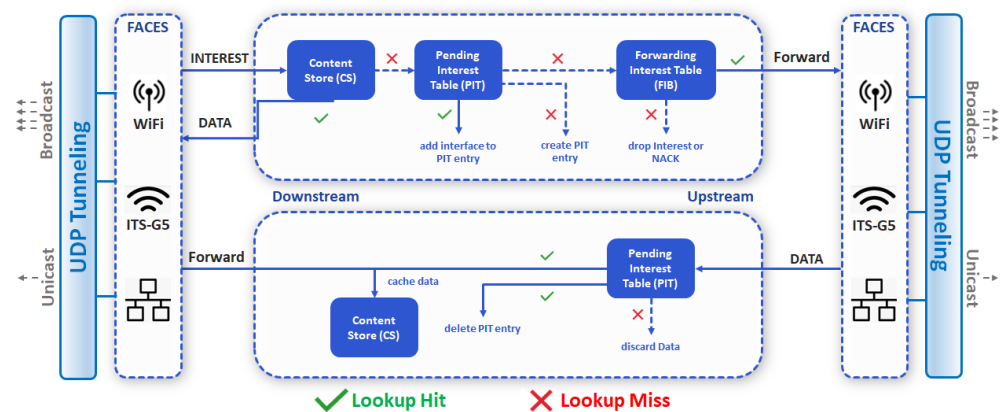 FACES
FACES
INTEREST
Content
Store (CS)
Pending
Interest
Table (PIT)
Forwarding
Interest Table
(FIB)
Forward
WiFi
WiFi
DATA
add interface to
PIT entry
create PIT
entry
drop Interest or
NACK
Broadcast
Broadcast
UDP Tunneling
UDP Tunneling
Downstream
Upstream
ITS-G5
ITS-G5
Unicast
Unicast
Forward
Pending
Interest
Table (PIT)
DATA
cache data
Content
Store (CS)
delete PIT entry
discard Data
Lookup Hit
Lookup Miss